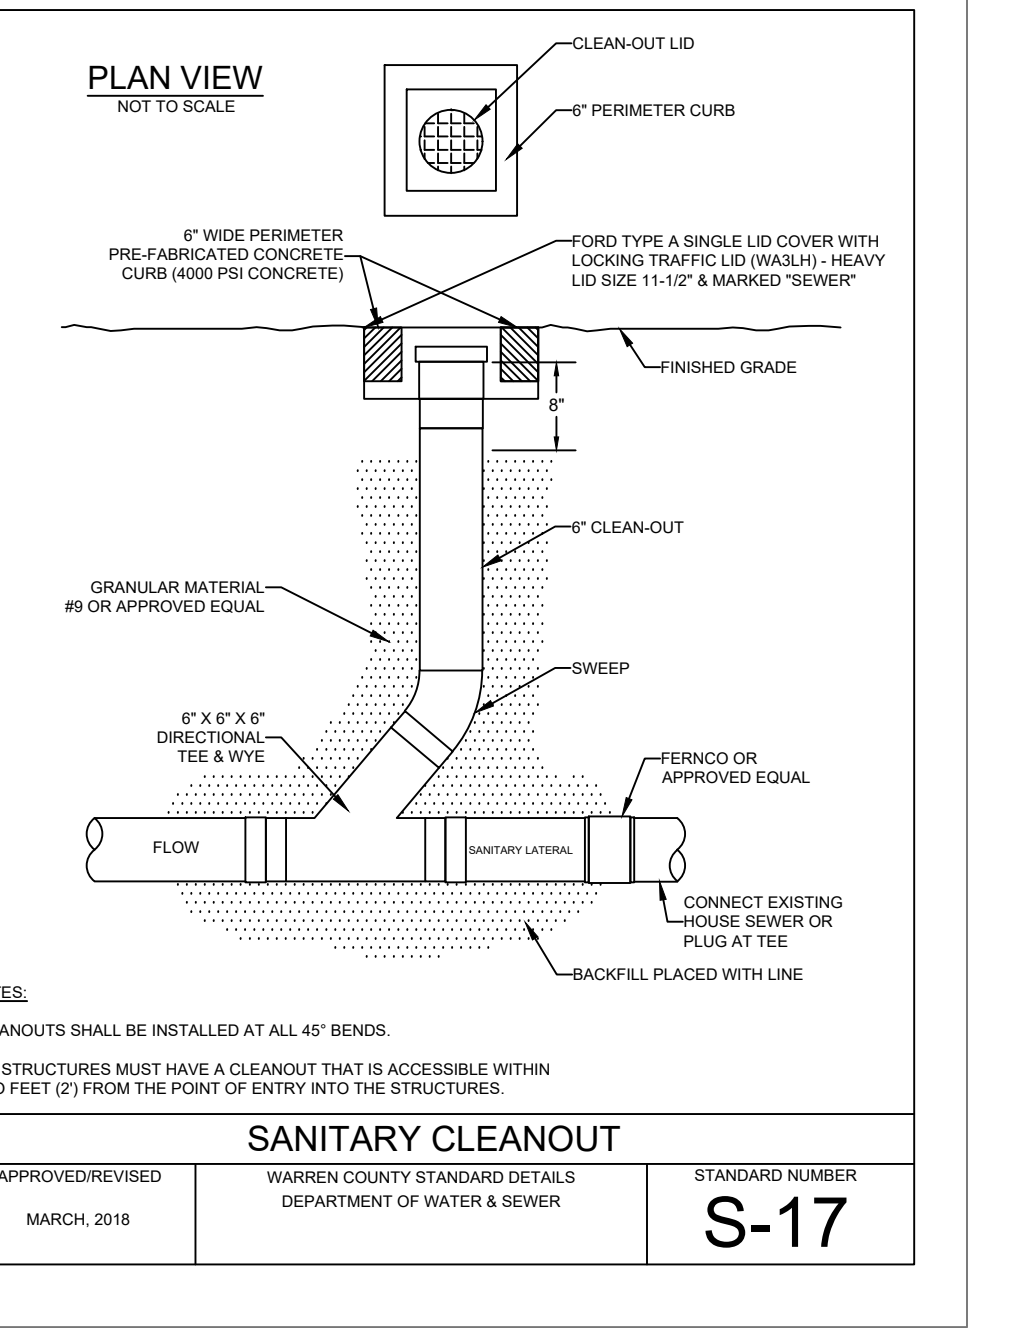 PLAN VIEW
NOT TO SCALE
CLEAN-OUT LID
6" PERIMETER CURB
6" WIDE PERIMETER
PRE-FABRICATED CONCRETE
CURB (4000 PSI CONCRETE)
FORD TYPE A SINGLE LID COVER WITH
LOCKING TRAFFIC LID (WA3LH) - HEAVY
LID SIZE 11-1/2" & MARKED "SEWER"
FINISHED GRADE
8"
6" CLEAN-OUT
GRANULAR MATERIAL
#9 OR APPROVED EQUAL
SWEEP
6" X 6" X 6"
DIRECTIONAL
TEE & WYE
FERNCO OR
APPROVED EQUAL
FLOW
SANITARY LATERAL
CONNECT EXISTING
HOUSE SEWER OR
PLUG AT TEE
BACKFILL PLACED WITH LINE
TES:
ANOUTS SHALL BE INSTALLED AT ALL 45° BENDS.
STRUCTURES MUST HAVE A CLEANOUT THAT IS ACCESSIBLE WITHIN
O FEET (2') FROM THE POINT OF ENTRY INTO THE STRUCTURES.
SANITARY CLEANOUT
APPROVED/REVISED
MARCH, 2018
WARREN COUNTY STANDARD DETAILS
DEPARTMENT OF WATER & SEWER
STANDARD NUMBER
S-17